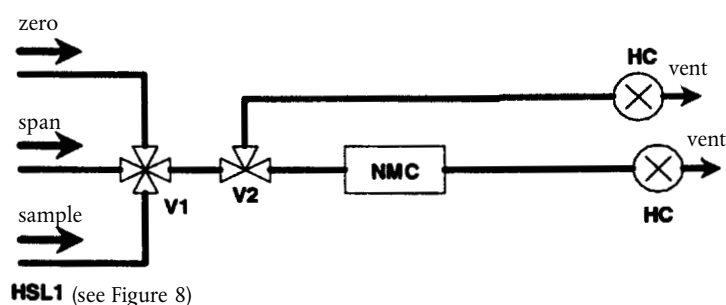 zero
HC
vent
span
vent
NMC
V1
V2
sample
HC
HSL1 (see Figure 8)